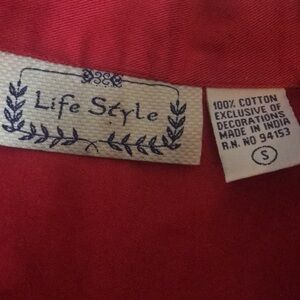 Life Style
100% COTTON
EXCLUSIVE OF
DECORATIONS
MADE IN INDIA
R.N. NO 94153
S